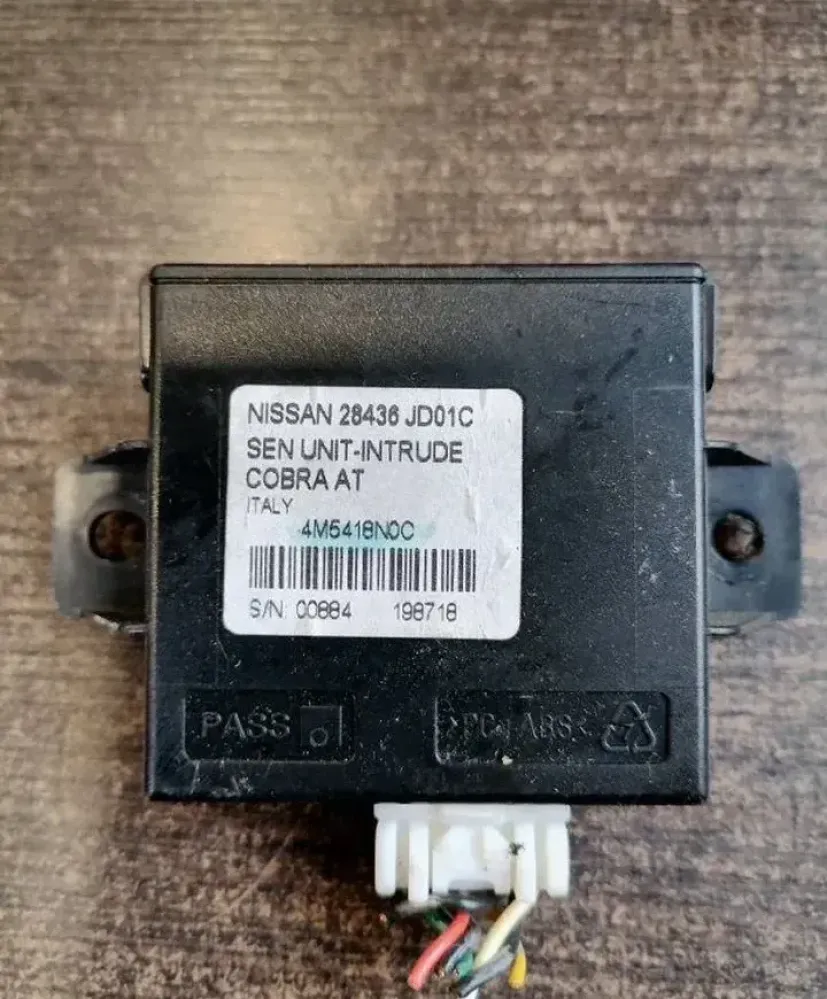 NISSAN 28436 JD01C
SEN UNIT-INTRUDE
COBRA AT
ITALY
4M5418N0C
S/N: 00884 198718
PASS
>PC+ABS<